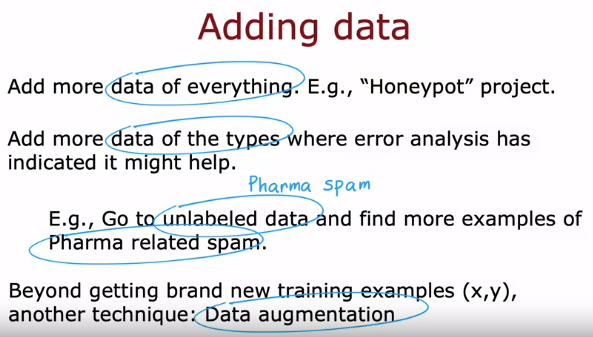 Adding data
Add more data of everything. E.g., “Honeypot” project.
Add more data of the types where error analysis has
indicated it might help.
Pharma spam
E.g., Go to unlabeled data and find more examples of
Pharma related spam.
Beyond getting brand new training examples (x,y),
another technique: Data augmentation